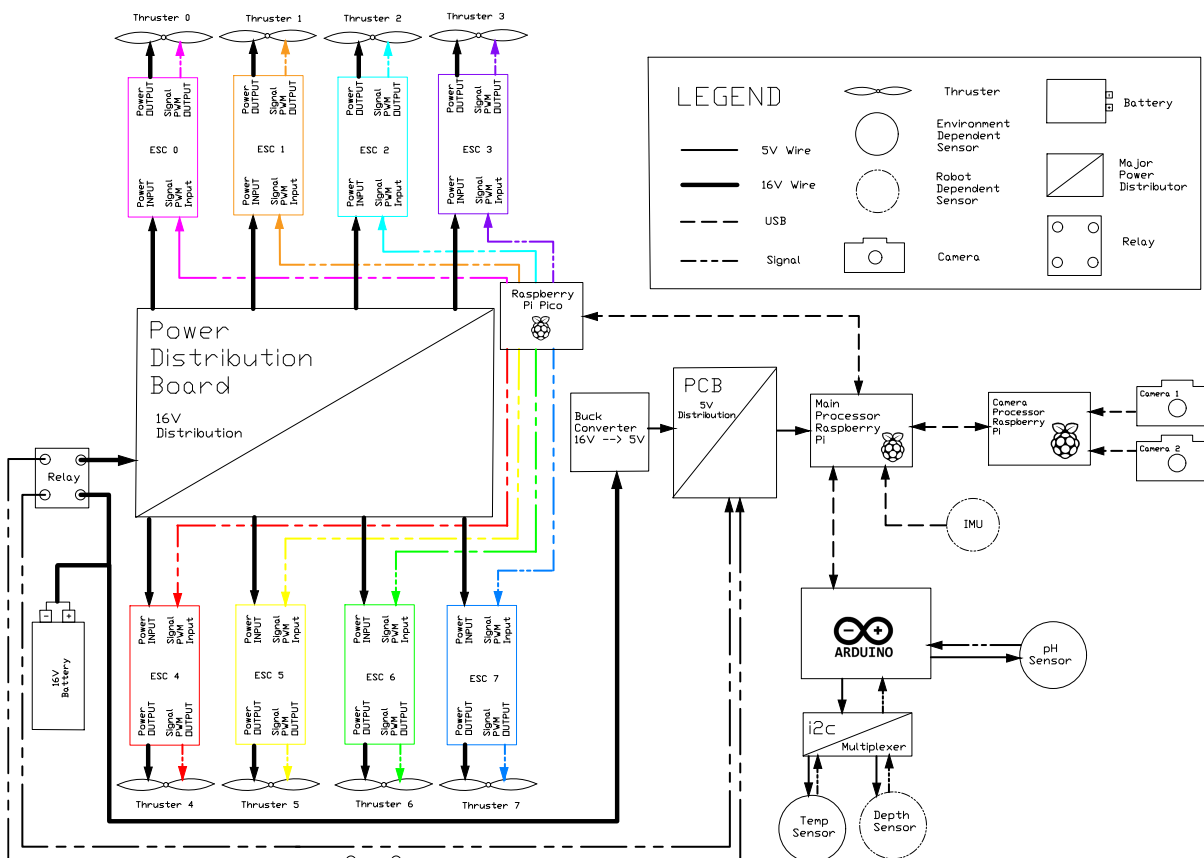 Thruster 0
Thruster 1
Thruster 2
Thruster 3
Power
OUTPUT
Signal
PWM
OUTPUT
ESC 0
Power
INPUT
Signal
PWM
Input
Power
OUTPUT
Signal
PWM
OUTPUT
ESC 1
Power
INPUT
Signal
PWM
Input
Power
OUTPUT
Signal
PWM
OUTPUT
ESC 2
Power
INPUT
Signal
PWM
Input
Power
OUTPUT
Signal
PWM
OUTPUT
ESC 3
Power
INPUT
Signal
PWM
Input
LEGEND
5V Wire
16V Wire
USB
Signal
Thruster
Environment
Dependent
Sensor
Robot
Dependent
Sensor
Camera
Battery
Major
Power
Distributor
Relay
Raspberry
Pi Pico
Power
Distribution
Board
16V
Distribution
Relay
16V
Battery
Buck
Converter
16V --> 5V
PCB
5V
Distribution
Main
Processor
Raspberry
Pi
Camera
Processor
Raspberry
Pi
Camera 1
Camera 2
IMU
ARDUINO
pH
Sensor
i2c
Multiplexer
Temp
Sensor
Depth
Sensor
Power
INPUT
Signal
PWM
Input
ESC 4
Power
OUTPUT
Signal
PWM
OUTPUT
Power
INPUT
Signal
PWM
Input
ESC 5
Power
OUTPUT
Signal
PWM
OUTPUT
Power
INPUT
Signal
PWM
Input
ESC 6
Power
OUTPUT
Signal
PWM
OUTPUT
Power
INPUT
Signal
PWM
Input
ESC 7
Power
OUTPUT
Signal
PWM
OUTPUT
Thruster 4
Thruster 5
Thruster 6
Thruster 7